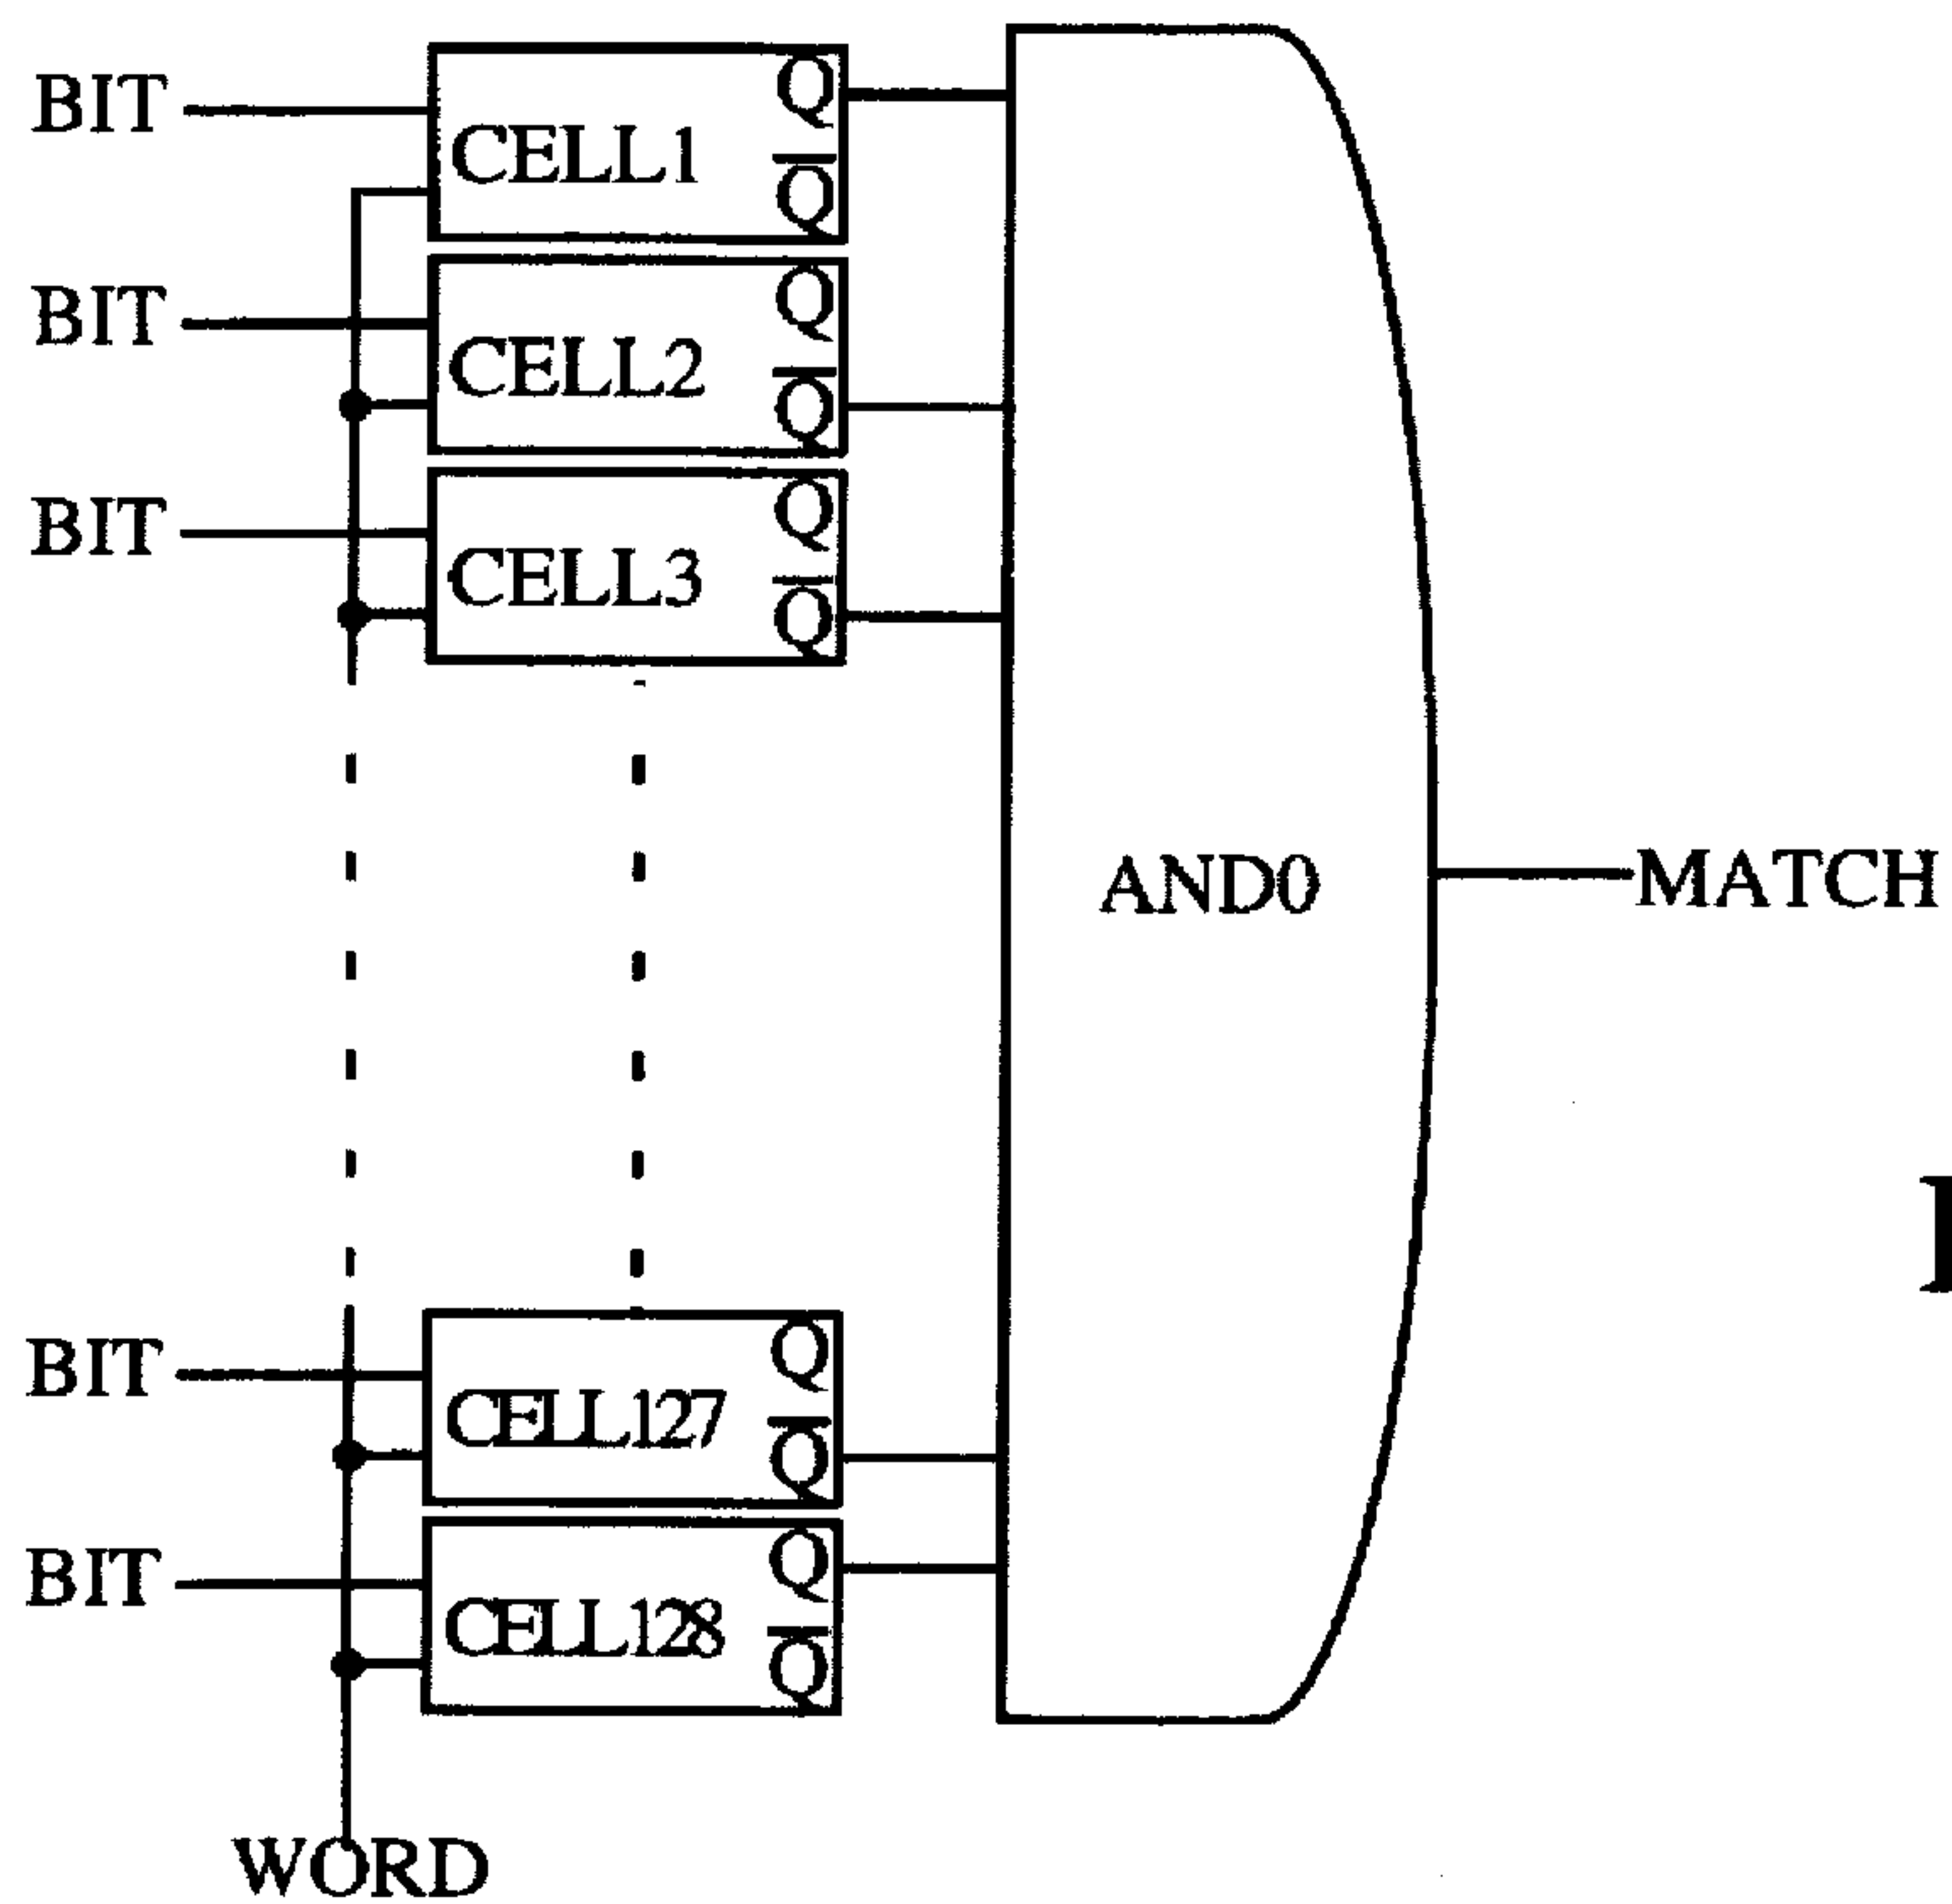 BIT
Q
CELL1
Q̅
BIT
Q
CELL2
Q̅
BIT
Q
CELL3
Q̅
AND0
MATCH
BIT
Q
CELL127
Q̅
BIT
Q
CELL128
Q̅
WORD